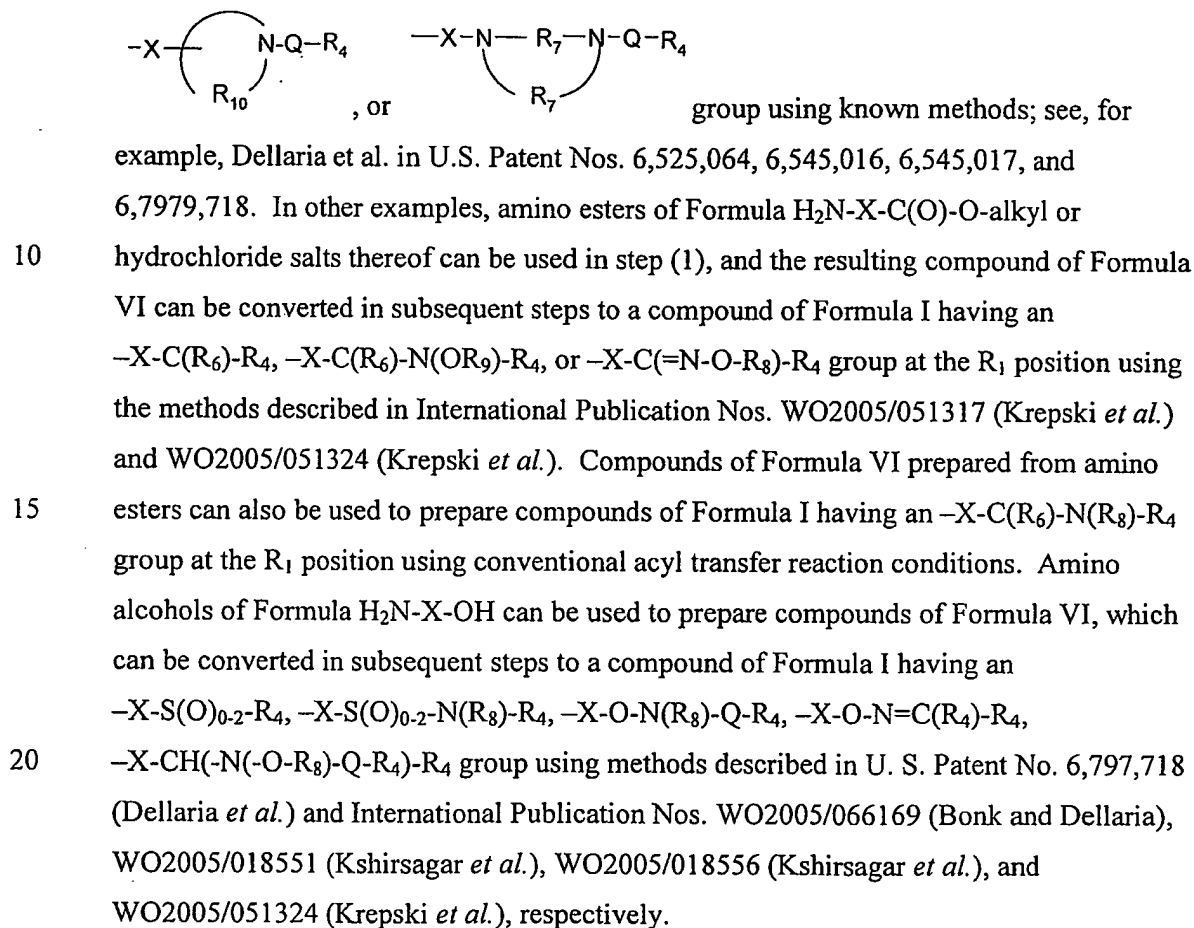 -X- N-Q-R₄ —X-N— R₇-N-Q-R₄
R₁₀ , or R₇ group using known methods; see, for
example, Dellaria et al. in U.S. Patent Nos. 6,525,064, 6,545,016, 6,545,017, and
6,7979,718. In other examples, amino esters of Formula H₂N-X-C(O)-O-alkyl or
10 hydrochloride salts thereof can be used in step (1), and the resulting compound of Formula
VI can be converted in subsequent steps to a compound of Formula I having an
–X-C(R₆)-R₄, –X-C(R₆)-N(OR₉)-R₄, or –X-C(=N-O-R₈)-R₄ group at the R₁ position using
the methods described in International Publication Nos. WO2005/051317 (Krepski et al.)
and WO2005/051324 (Krepski et al.). Compounds of Formula VI prepared from amino
15 esters can also be used to prepare compounds of Formula I having an –X-C(R₆)-N(R₈)-R₄
group at the R₁ position using conventional acyl transfer reaction conditions. Amino
alcohols of Formula H₂N-X-OH can be used to prepare compounds of Formula VI, which
can be converted in subsequent steps to a compound of Formula I having an
–X-S(O)₀₋₂-R₄, –X-S(O)₀₋₂-N(R₈)-R₄, –X-O-N(R₈)-Q-R₄, –X-O-N=C(R₄)-R₄,
20 –X-CH(-N(-O-R₈)-Q-R₄)-R₄ group using methods described in U. S. Patent No. 6,797,718
(Dellaria et al.) and International Publication Nos. WO2005/066169 (Bonk and Dellaria),
WO2005/018551 (Kshirsagar et al.), WO2005/018556 (Kshirsagar et al.), and
WO2005/051324 (Krepski et al.), respectively.